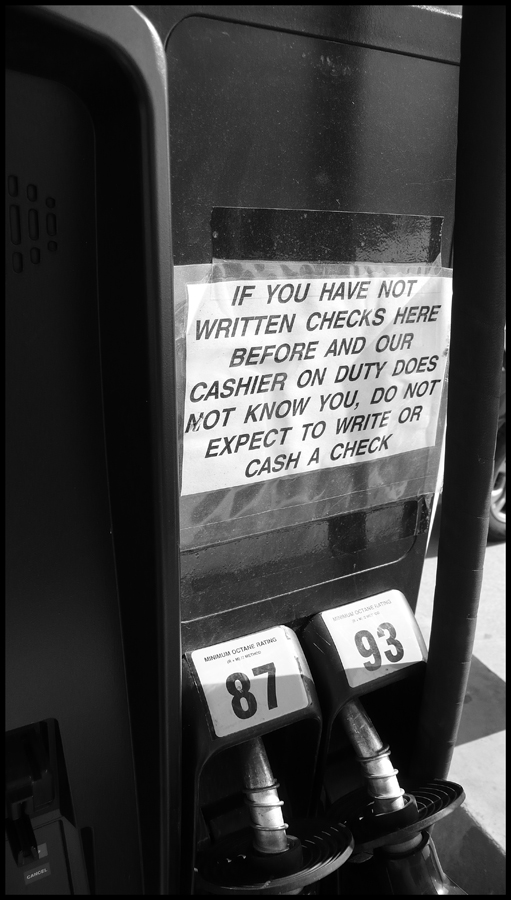 IF YOU HAVE NOT
WRITTEN CHECKS HERE
BEFORE AND OUR
CASHIER ON DUTY DOES
NOT KNOW YOU, DO NOT
EXPECT TO WRITE OR
CASH A CHECK
MINIMUM OCTANE RATING
87
MINIMUM OCTANE RATING
93
CANCEL